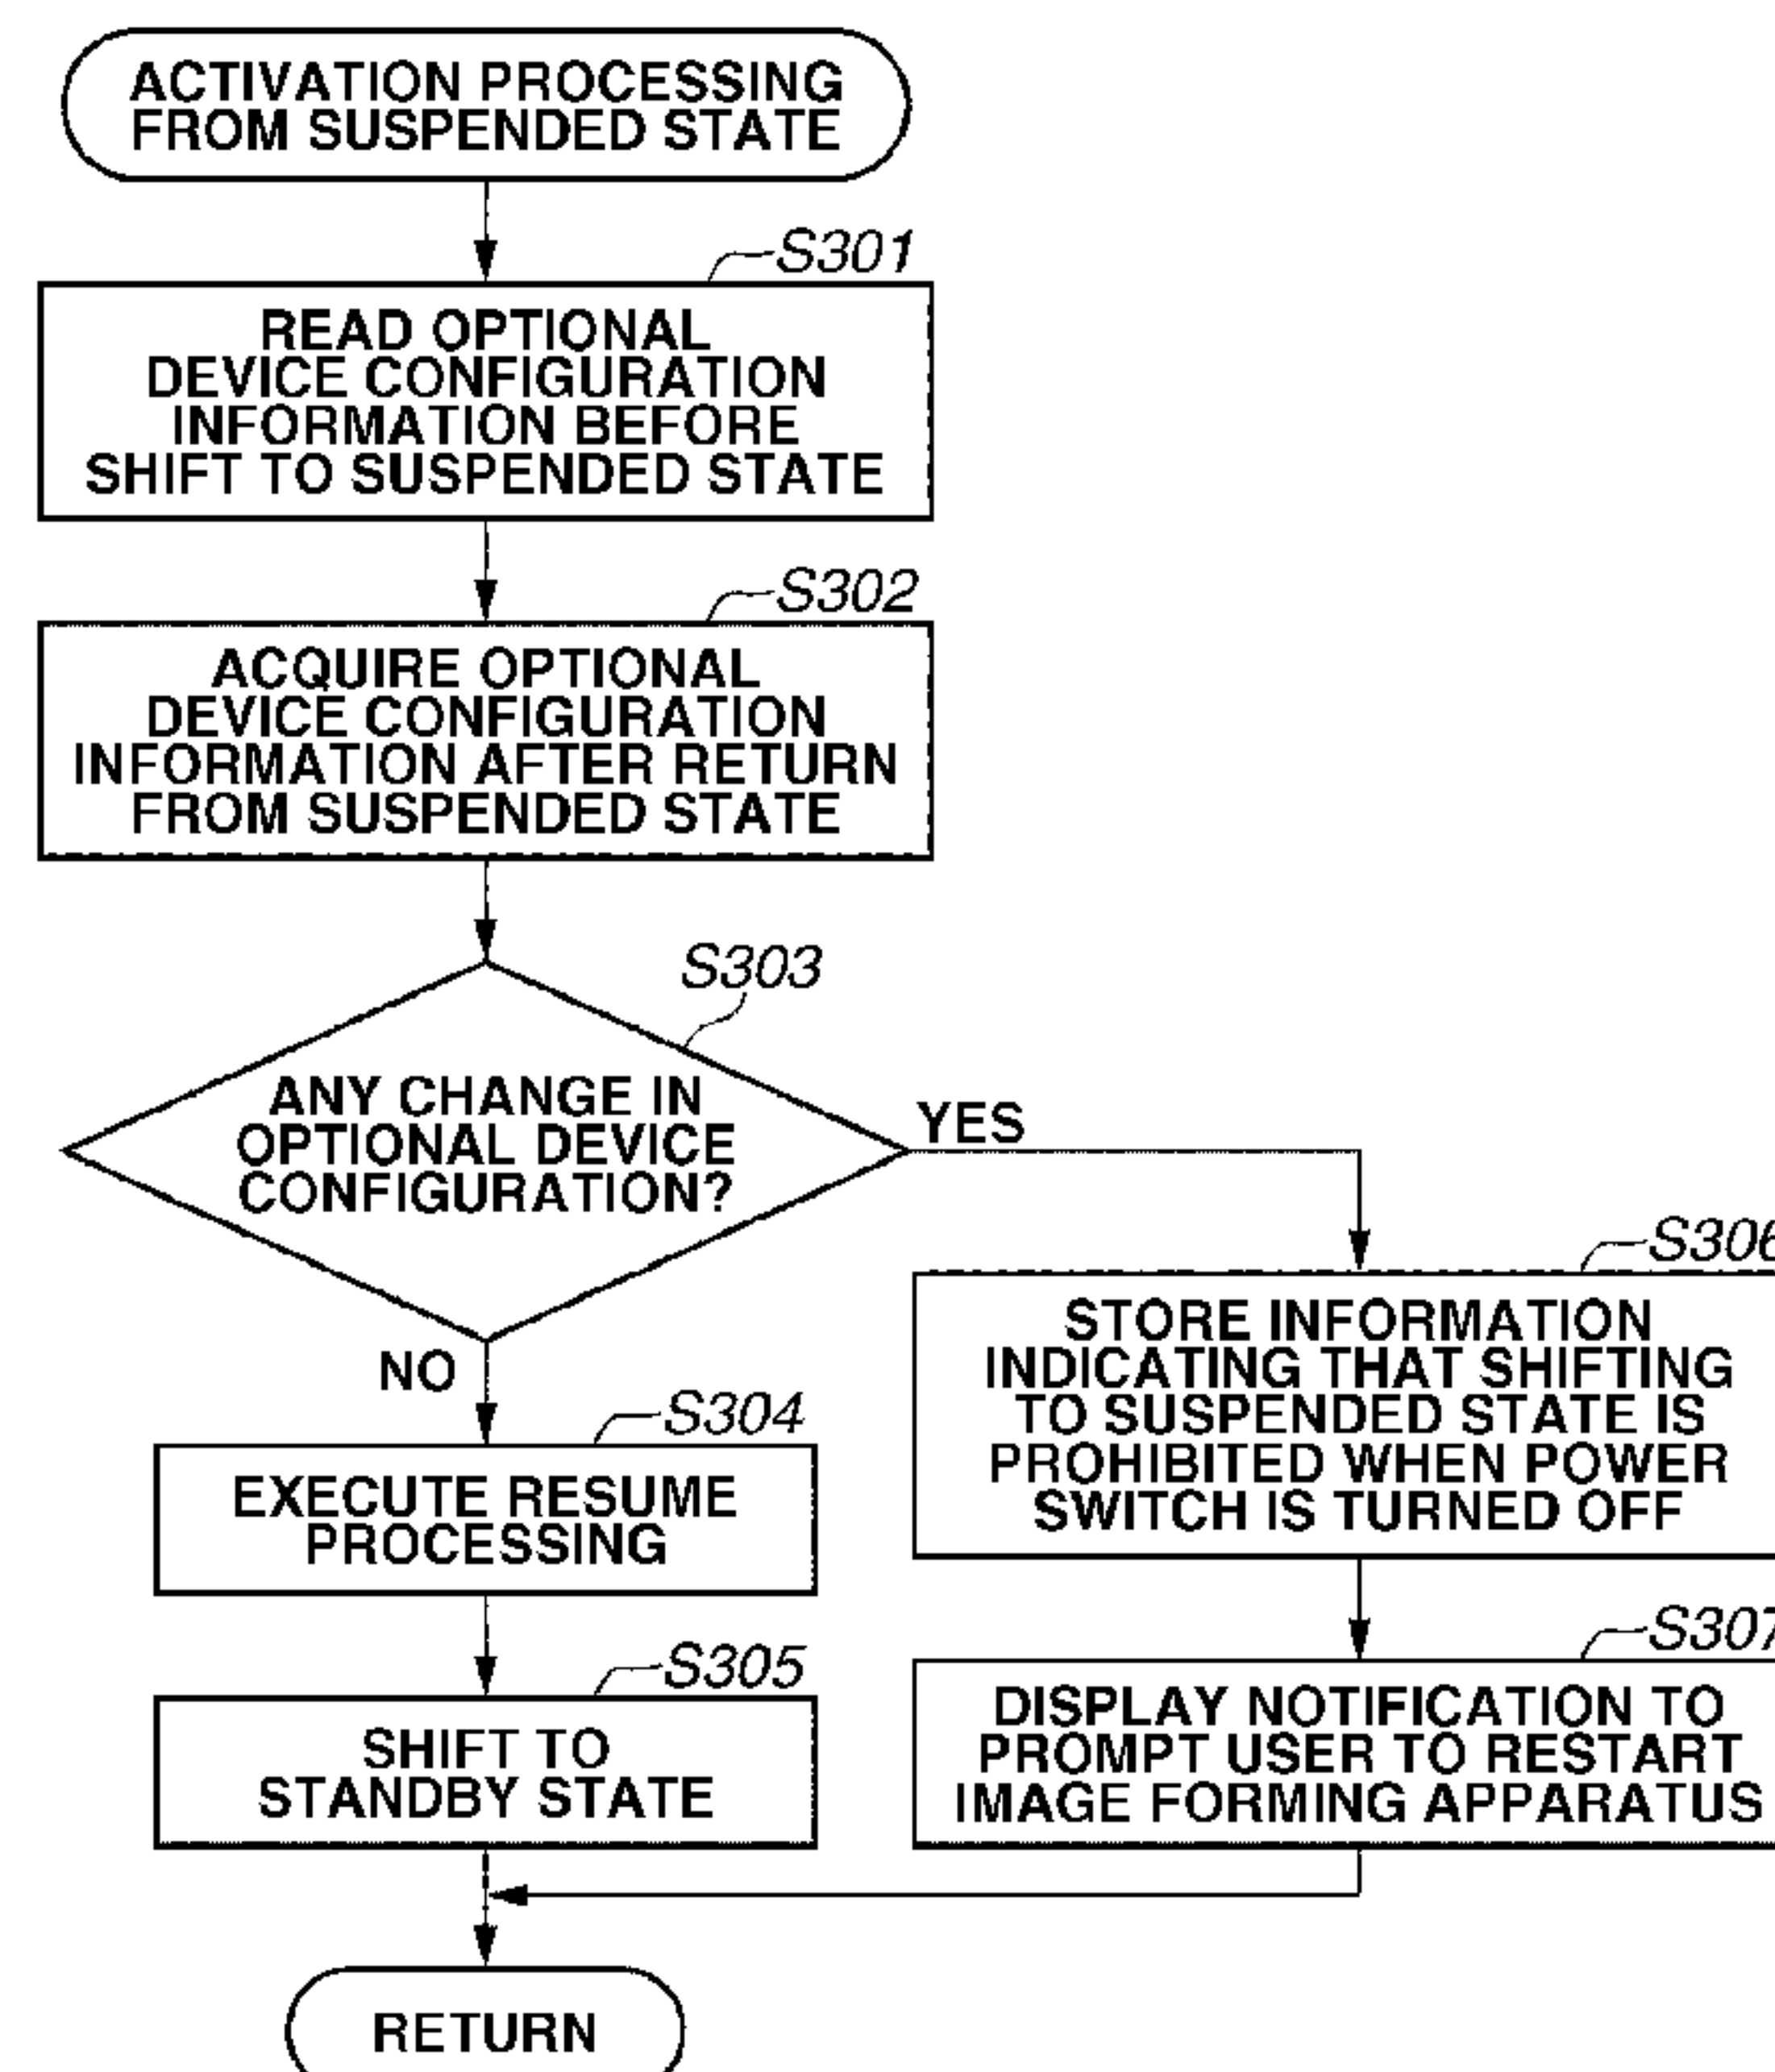 ACTIVATION PROCESSING
FROM SUSPENDED STATE
S301
READ OPTIONAL
DEVICE CONFIGURATION
INFORMATION BEFORE
SHIFT TO SUSPENDED STATE
S302
ACQUIRE OPTIONAL
DEVICE CONFIGURATION
INFORMATION AFTER RETURN
FROM SUSPENDED STATE
S303
ANY CHANGE IN
OPTIONAL DEVICE
CONFIGURATION?
YES
NO
S304
EXECUTE RESUME
PROCESSING
S305
SHIFT TO
STANDBY STATE
S306
STORE INFORMATION
INDICATING THAT SHIFTING
TO SUSPENDED STATE IS
PROHIBITED WHEN POWER
SWITCH IS TURNED OFF
S307
DISPLAY NOTIFICATION TO
PROMPT USER TO RESTART
IMAGE FORMING APPARATUS
RETURN